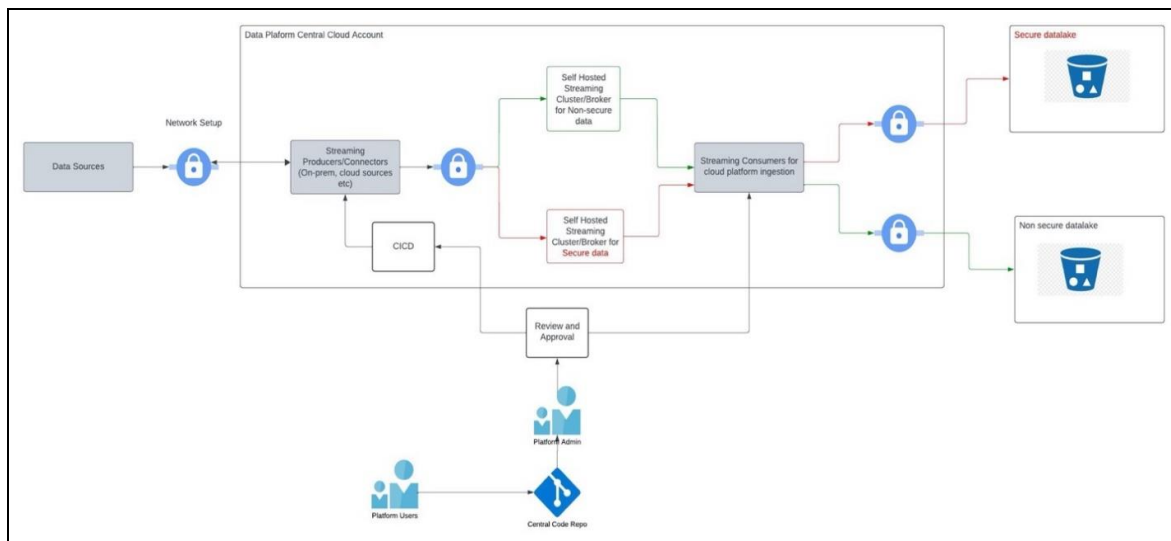 Data Plaform Central Cloud Account
Secure datalake
Self Hosted
Streaming
Cluster/Broker
for Non-secure
data
Network Setup
Data Sources
Streaming
Producers/Connectors
(On-prem, cloud sources
etc)
Streaming Consumers for
cloud platform ingestion
Self Hosted
Streaming
Cluster/Broker for
Secure data
CICD
Non secure datalake
Review and
Approval
Platform Admin
Platform Users
Central Code Repo